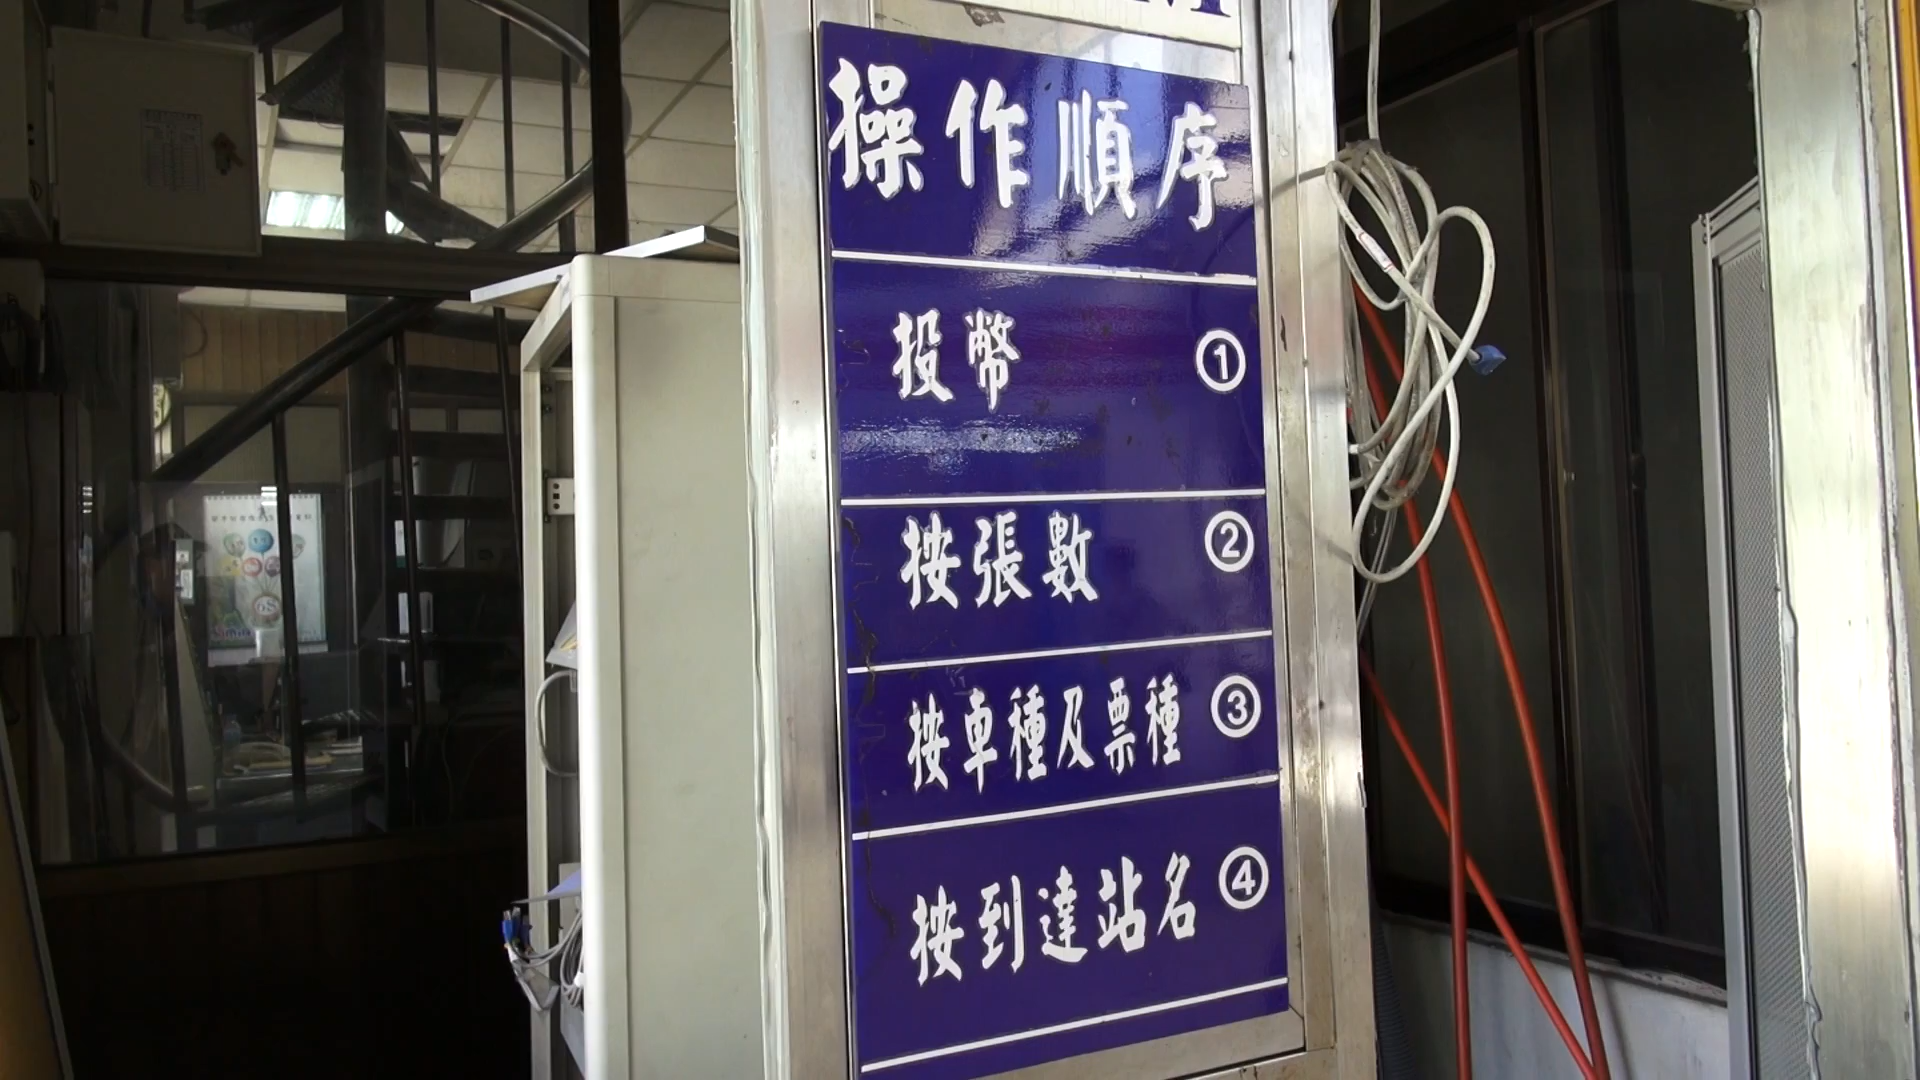 操作順序
投幣 ①
按張數 ②
按車種及票種 ③
按到達站名 ④